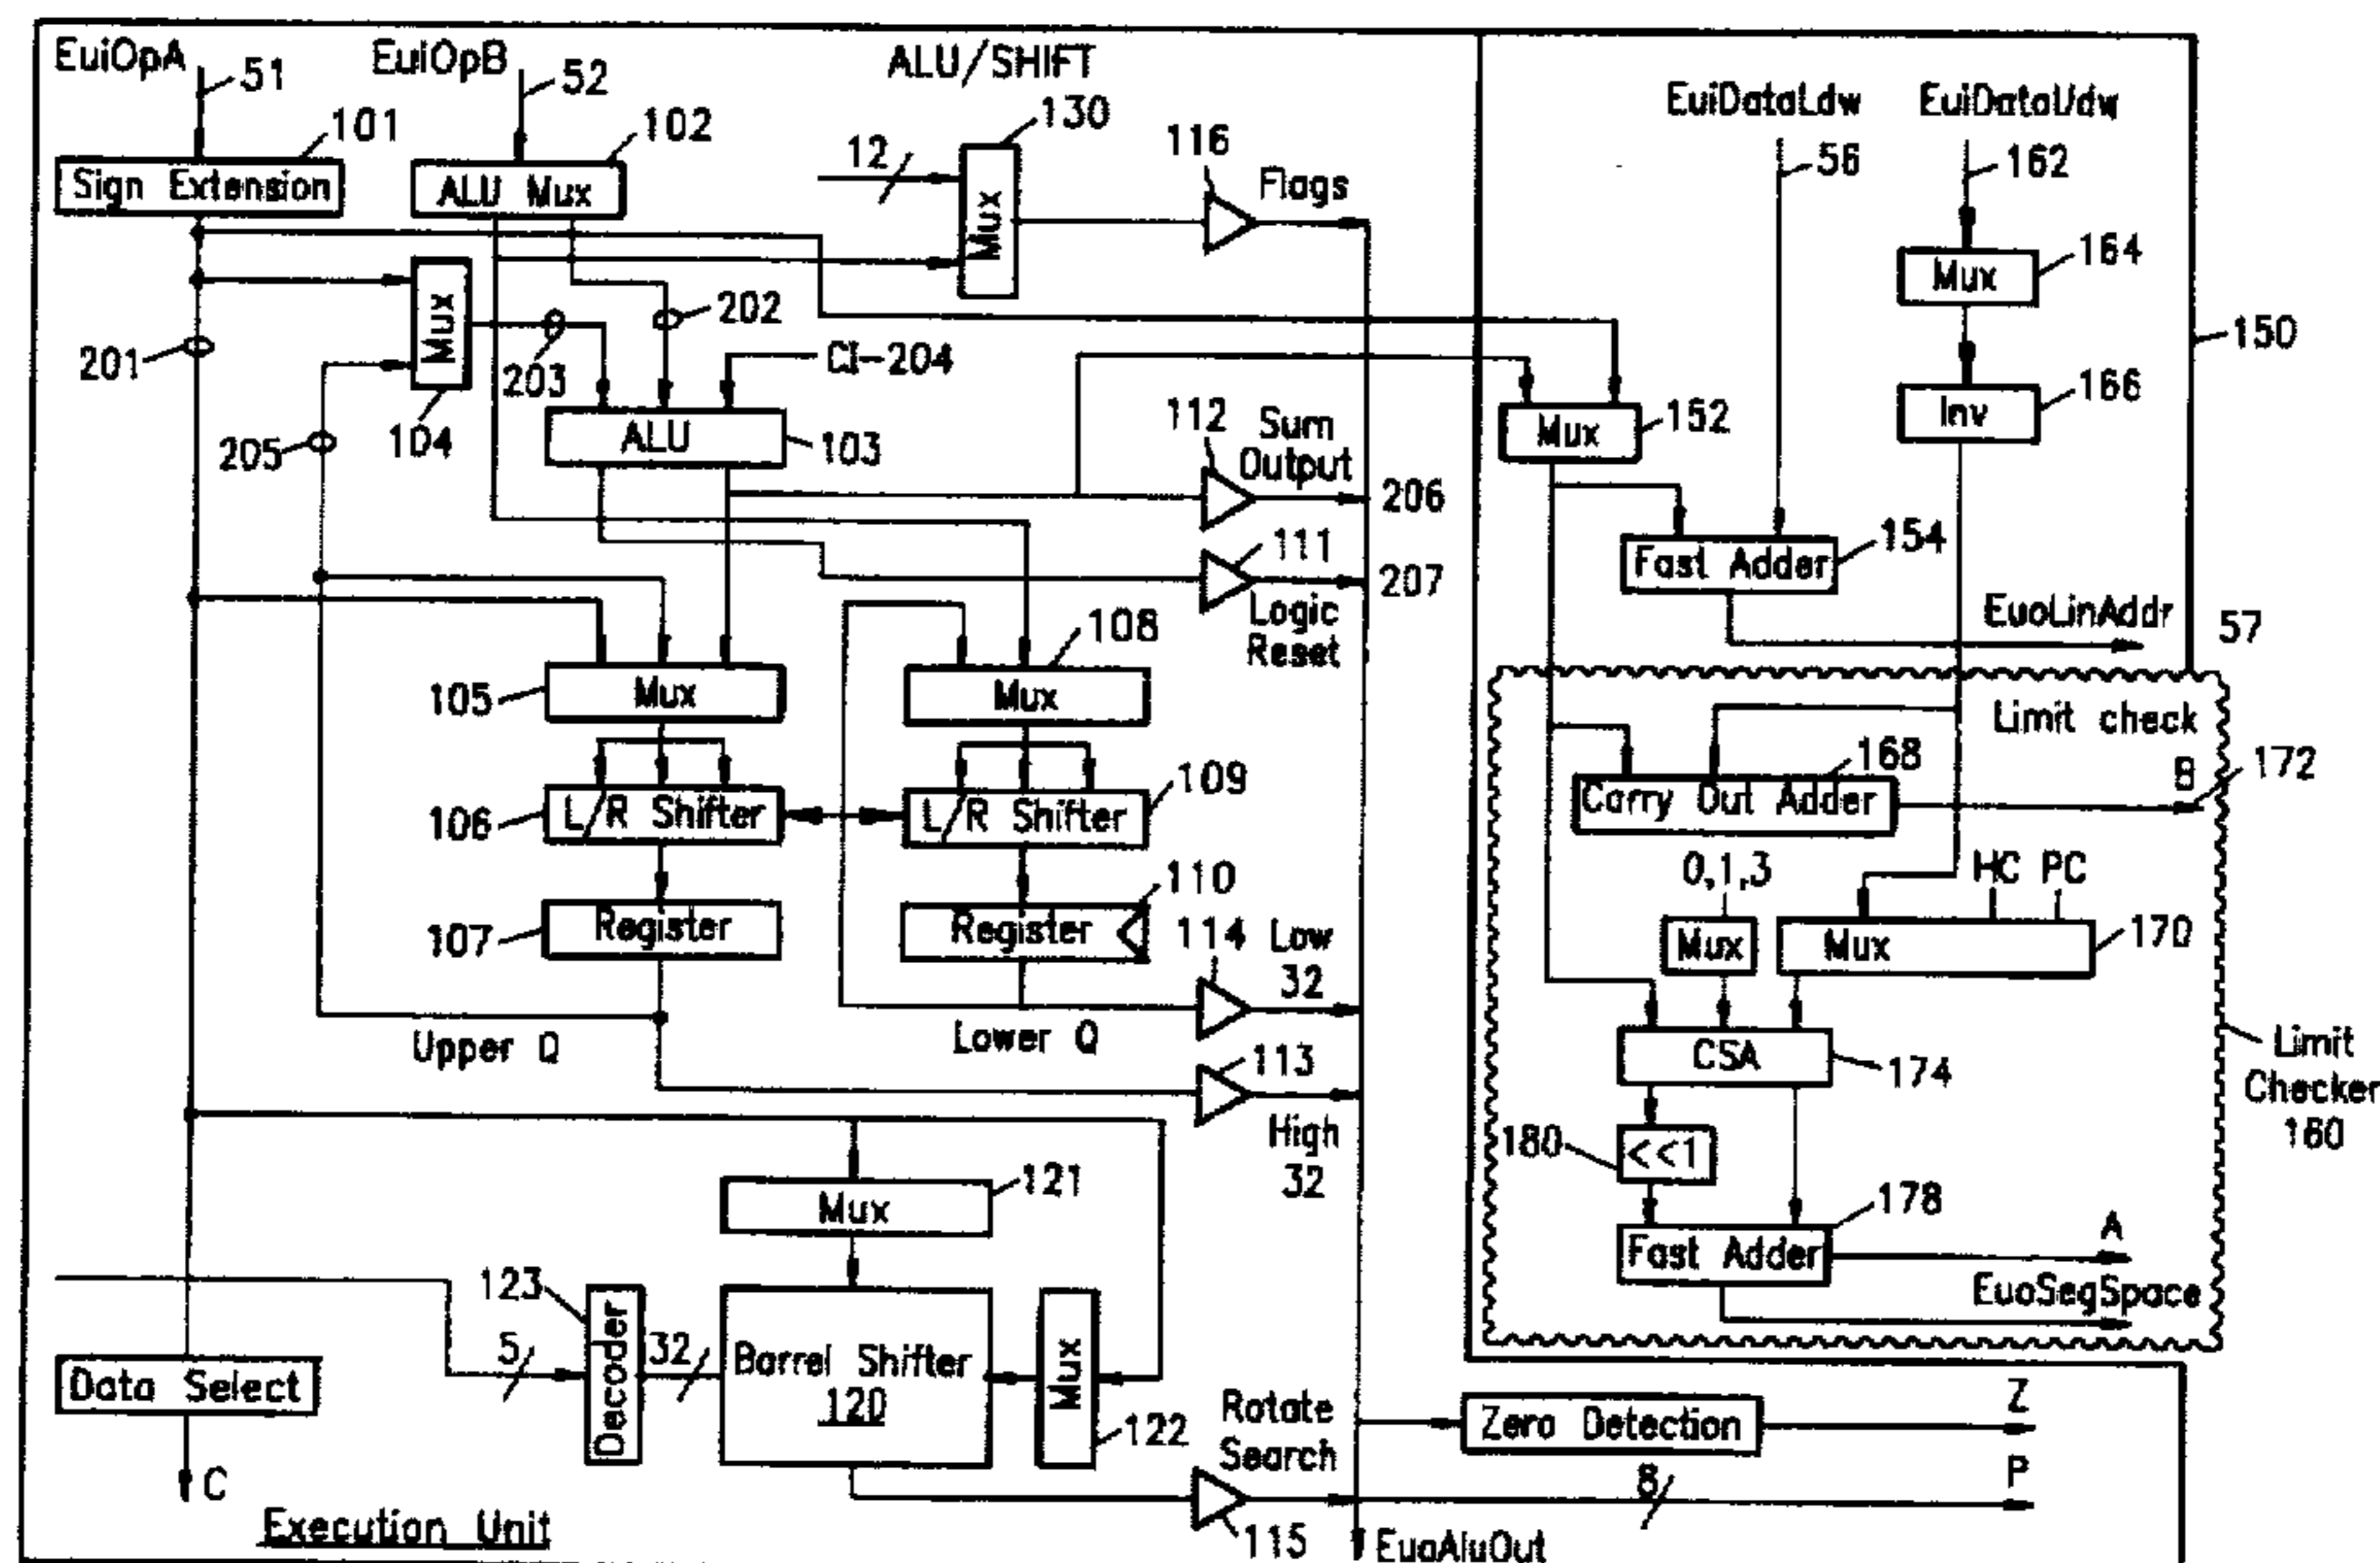 EuiOpA
51
EuiOpB
52
ALU/SHIFT
EuiDataLdw
EuiDataUdw
101
102
12
130
116
Flags
56
162
Sign Extension
ALU Mux
Mux
164
Mux
Mux
202
201
203
CI-204
150
104
205
ALU
103
112
Sum
Output
206
Mux
152
166
Inv
111
207
Logic
Reset
Fast Adder
154
EuoLinAddr
57
105
Mux
108
Mux
Limit check
106
L/R Shifter
L/R Shifter
109
168
Carry Out Adder
B
172
107
Register
Register
110
114
Low
32
0,1,3
HC
PC
Mux
Mux
170
Upper Q
Lower Q
113
High
32
CSA
174
Limit
Checker
160
180
<<1
121
Mux
178
Fast Adder
A
EuoSegSpace
123
Decoder
5
32
Barrel Shifter
120
Mux
122
Data Select
C
Rotate
Search
Zero Detection
Z
8
P
115
EuoAluOut
Execution Unit